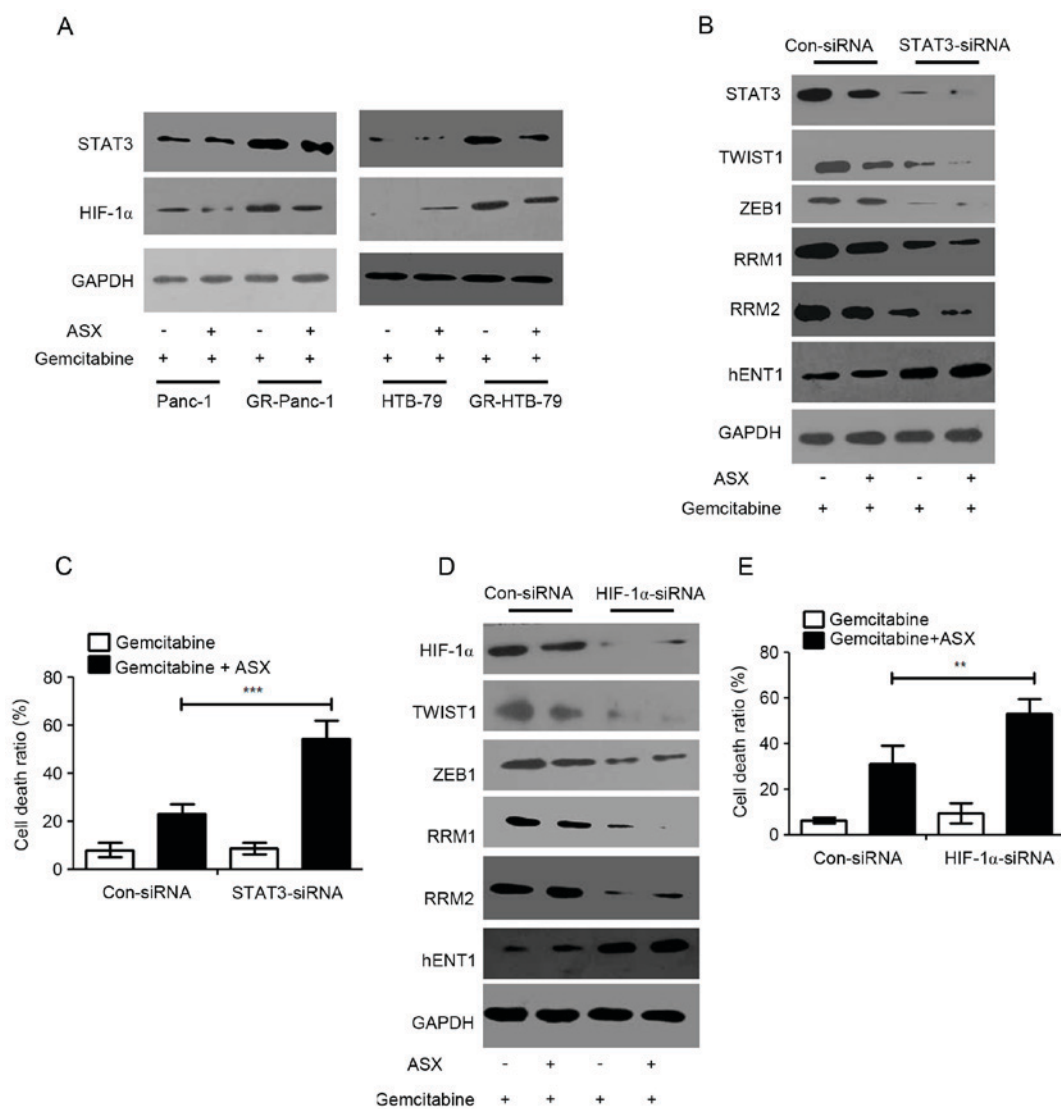 A
STAT3
HIF-1α
GAPDH
ASX - + - + - + - +
Gemcitabine + + + + + + + +
Panc-1 GR-Panc-1 HTB-79 GR-HTB-79
B
Con-siRNA STAT3-siRNA
STAT3
TWIST1
ZEB1
RRM1
RRM2
hENT1
GAPDH
ASX - + - +
Gemcitabine + + + +
C
Gemcitabine
Gemcitabine + ASX
***
Cell death ratio (%)
80
60
40
20
0
Con-siRNA STAT3-siRNA
D
Con-siRNA HIF-1α-siRNA
HIF-1α
TWIST1
ZEB1
RRM1
RRM2
hENT1
GAPDH
ASX - + - +
Gemcitabine + + + +
E
Gemcitabine
Gemcitabine+ASX
**
Cell death ratio (%)
80
60
40
20
0
Con-siRNA HIF-1α-siRNA